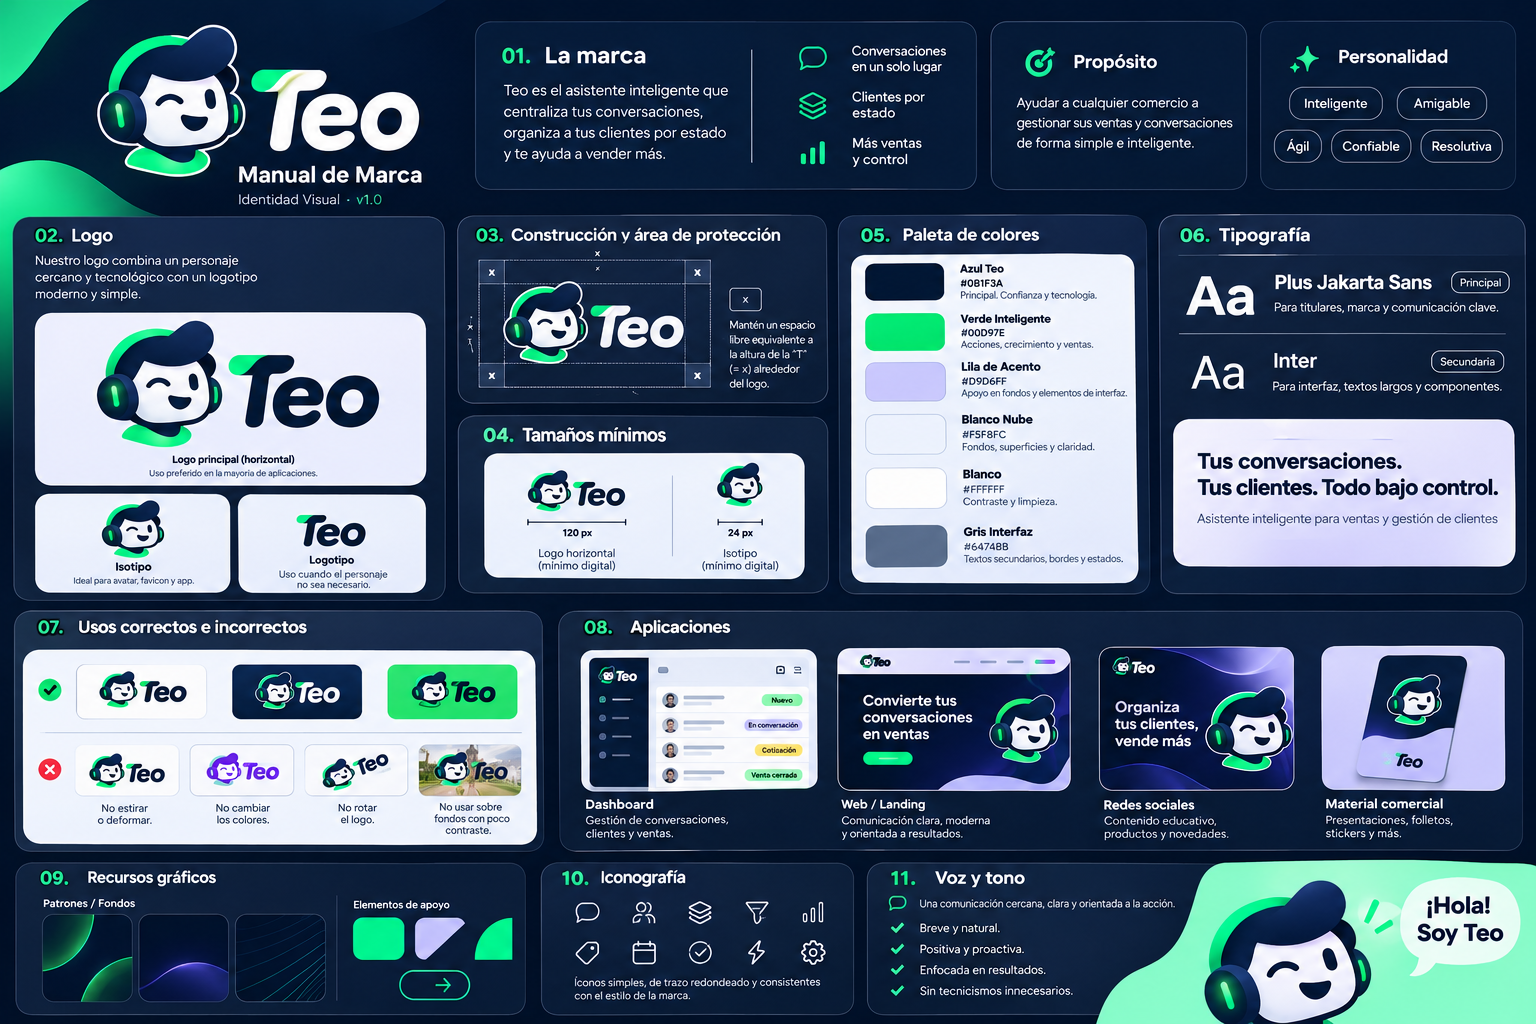 Teo
Manual de Marca
Identidad Visual · v1.0
01. La marca
Teo es el asistente inteligente que
centraliza tus conversaciones,
organiza a tus clientes por estado
y te ayuda a vender más.
Conversaciones
en un solo lugar
Clientes por
estado
Más ventas
y control
Propósito
Ayudar a cualquier comercio a
gestionar sus ventas y conversaciones
de forma simple e inteligente.
Personalidad
Inteligente
Amigable
Ágil
Confiable
Resolutiva
02. Logo
Nuestro logo combina un personaje
cercano y tecnológico con un logotipo
moderno y simple.
Teo
Logo principal (horizontal)
Uso preferido en la mayoría de aplicaciones.
Isotipo
Ideal para avatar, favicon y app.
Teo
Logotipo
Uso cuando el personaje
no sea necesario.
03. Construcción y área de protección
x
x
x
x
Teo
x
x
x
x
Mantén un espacio
libre equivalente a
la altura de la "T"
(= x) alrededor
del logo.
04. Tamaños mínimos
Teo
120 px
Logo horizontal
(mínimo digital)
24 px
Isotipo
(mínimo digital)
05. Paleta de colores
Azul Teo
#0B1F3A
Principal. Confianza y tecnología.
Verde Inteligente
#00D97E
Acciones, crecimiento y ventas.
Lila de Acento
#D9D6FF
Apoyo en fondos y elementos de interfaz.
Blanco Nube
#F5F8FC
Fondos, superficies y claridad.
Blanco
#FFFFFF
Contraste y limpieza.
Gris Interfaz
#6474BB
Textos secundarios, bordes y estados.
06. Tipografía
Aa
Plus Jakarta Sans
Principal
Para titulares, marca y comunicación clave.
Aa
Inter
Secundaria
Para interfaz, textos largos y componentes.
Tus conversaciones.
Tus clientes. Todo bajo control.
Asistente inteligente para ventas y gestión de clientes
07. Usos correctos e incorrectos
Teo
Teo
Teo
Teo
Teo
Teo
Teo
No estirar
o deformar.
No cambiar
los colores.
No rotar
el logo.
No usar sobre
fondos con poco
contraste.
08. Aplicaciones
Teo
Nuevo
En conversación
Cotización
Venta cerrada
Dashboard
Gestión de conversaciones,
clientes y ventas.
Teo
Convierte tus
conversaciones
en ventas
Web / Landing
Comunicación clara, moderna
y orientada a resultados.
Teo
Organiza
tus clientes,
vende más
Redes sociales
Contenido educativo,
productos y novedades.
Teo
Material comercial
Presentaciones, folletos,
stickers y más.
09. Recursos gráficos
Patrones / Fondos
Elementos de apoyo
10. Iconografía
Íconos simples, de trazo redondeado y consistentes
con el estilo de la marca.
11. Voz y tono
Una comunicación cercana, clara y orientada a la acción.
Breve y natural.
Positiva y proactiva.
Enfocada en resultados.
Sin tecnicismos innecesarios.
¡Hola!
Soy Teo